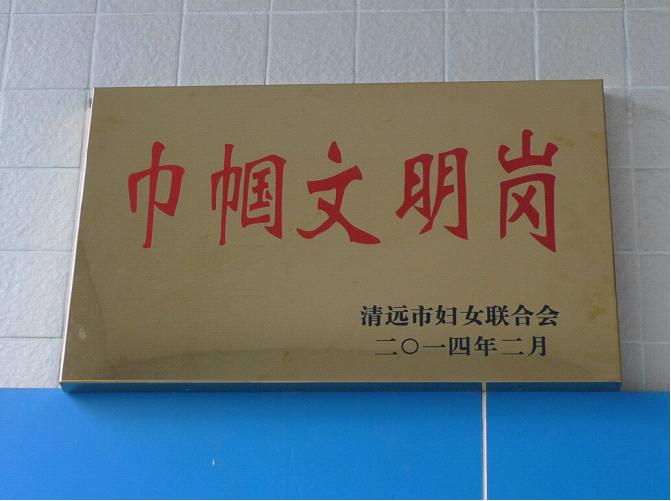 巾帼文明岗
清远市妇女联合会
二〇一四年二月